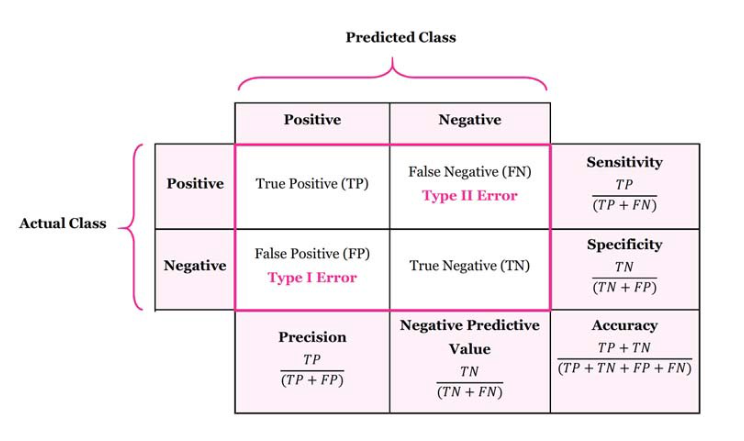 Predicted Class
Positive
Negative
Actual Class
Positive
True Positive (TP)
False Negative (FN)
Type II Error
Sensitivity
TP
(TP + FN)
Negative
False Positive (FP)
Type I Error
True Negative (TN)
Specificity
TN
(TN + FP)
Precision
TP
(TP + FP)
Negative Predictive
Value
TN
(TN + FN)
Accuracy
TP + TN
(TP + TN + FP + FN)